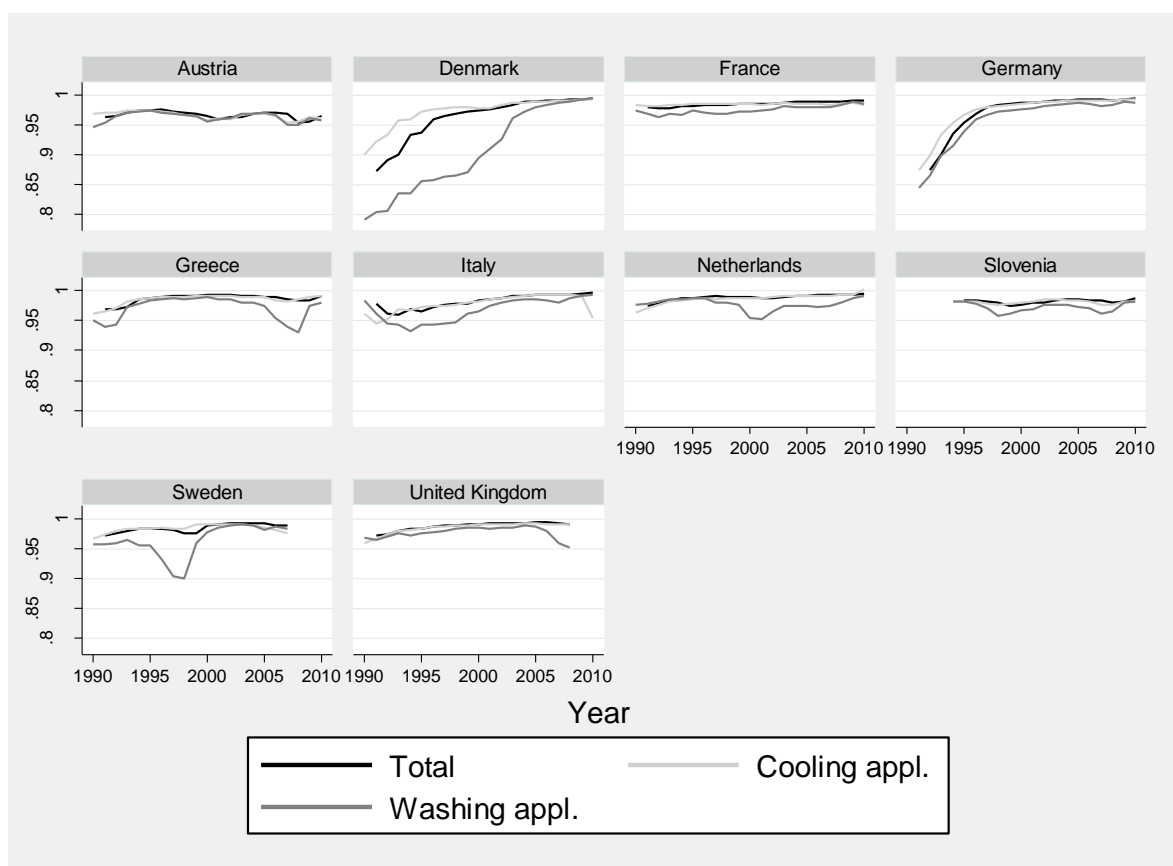 Austria Denmark France Germany
1
.95
.9
.85
.8
Greece Italy Netherlands Slovenia
1
.95
.9
.85
.8
1990 1995 2000 2005 2010 1990 1995 2000 2005 2010
Sweden United Kingdom
1
.95
.9
.85
.8
1990 1995 2000 2005 2010 1990 1995 2000 2005 2010
Year
Total Cooling appl.
Washing appl.